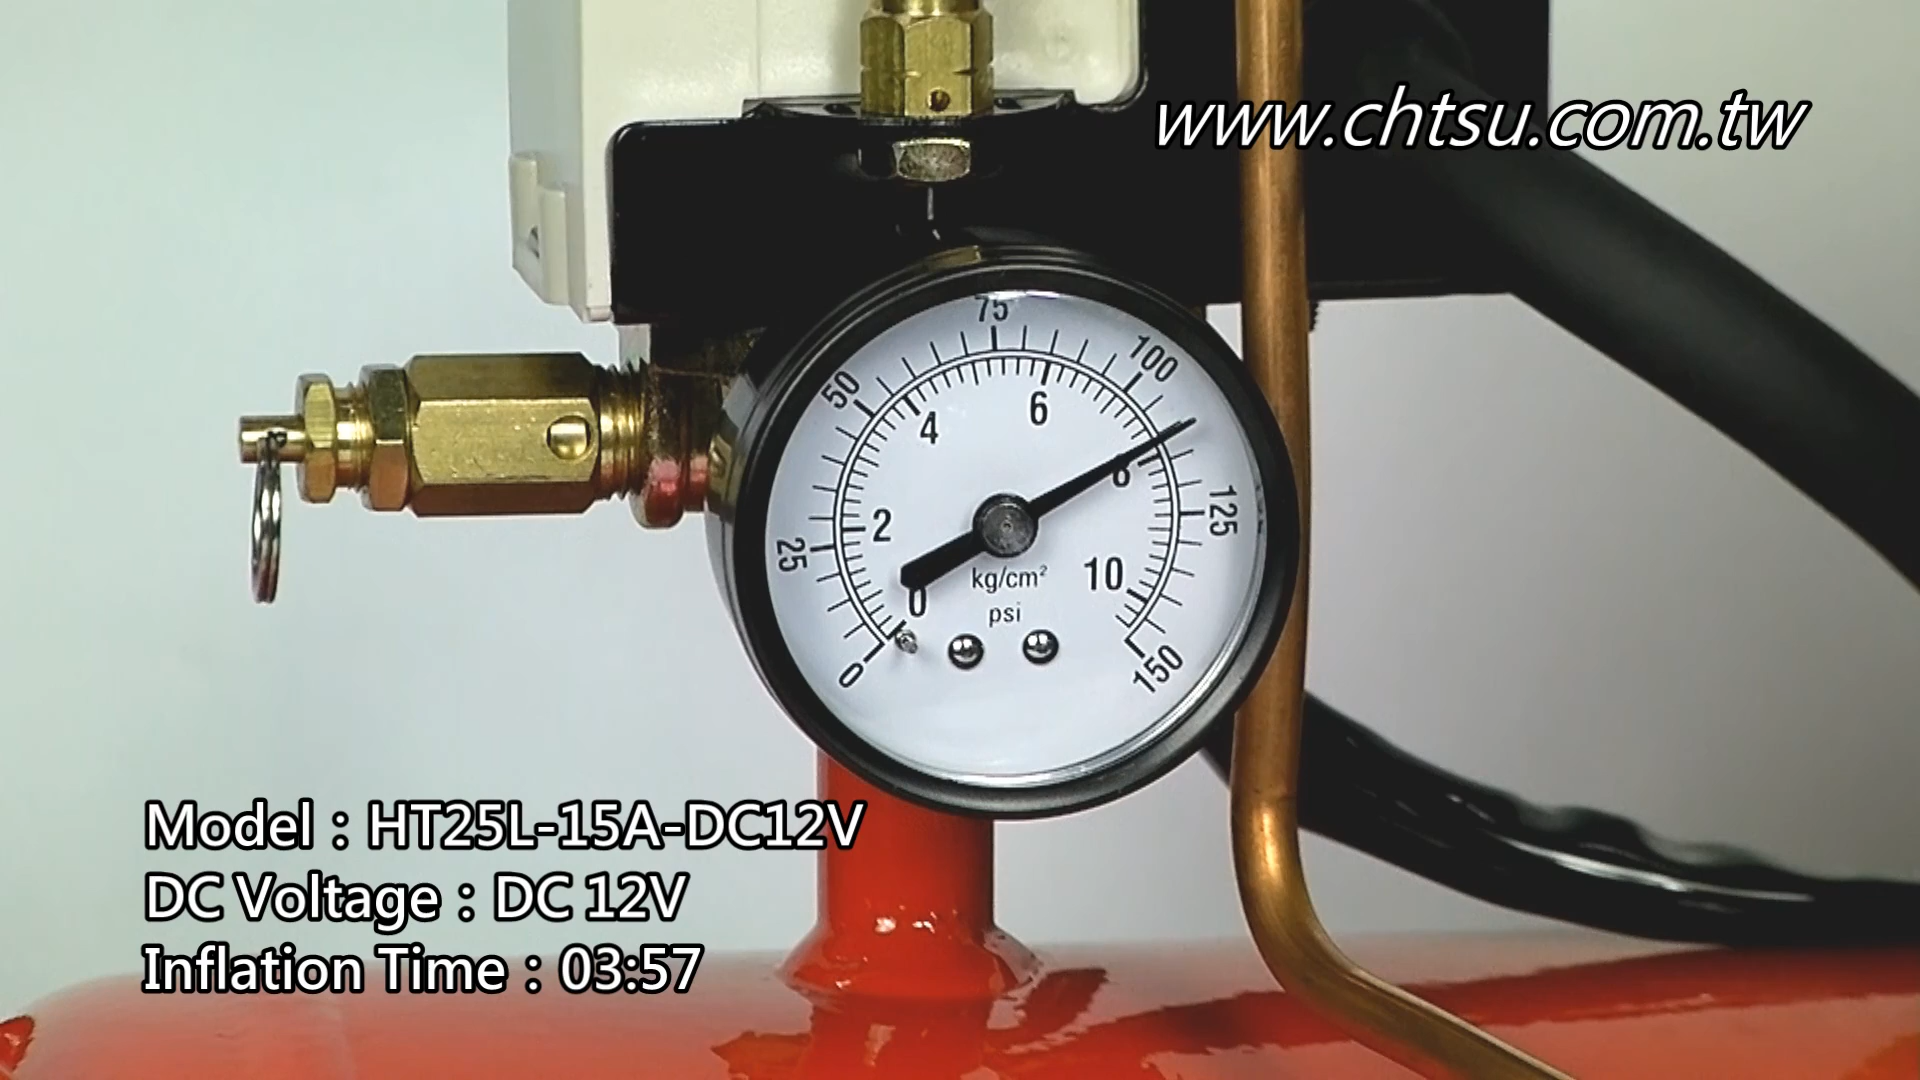 www.chtsu.com.tw
75
100
50
6
4
8
125
2
25
10
kg/cm²
0
psi
0
150
Model：HT25L-15A-DC12V
DC Voltage：DC 12V
Inflation Time：03:57